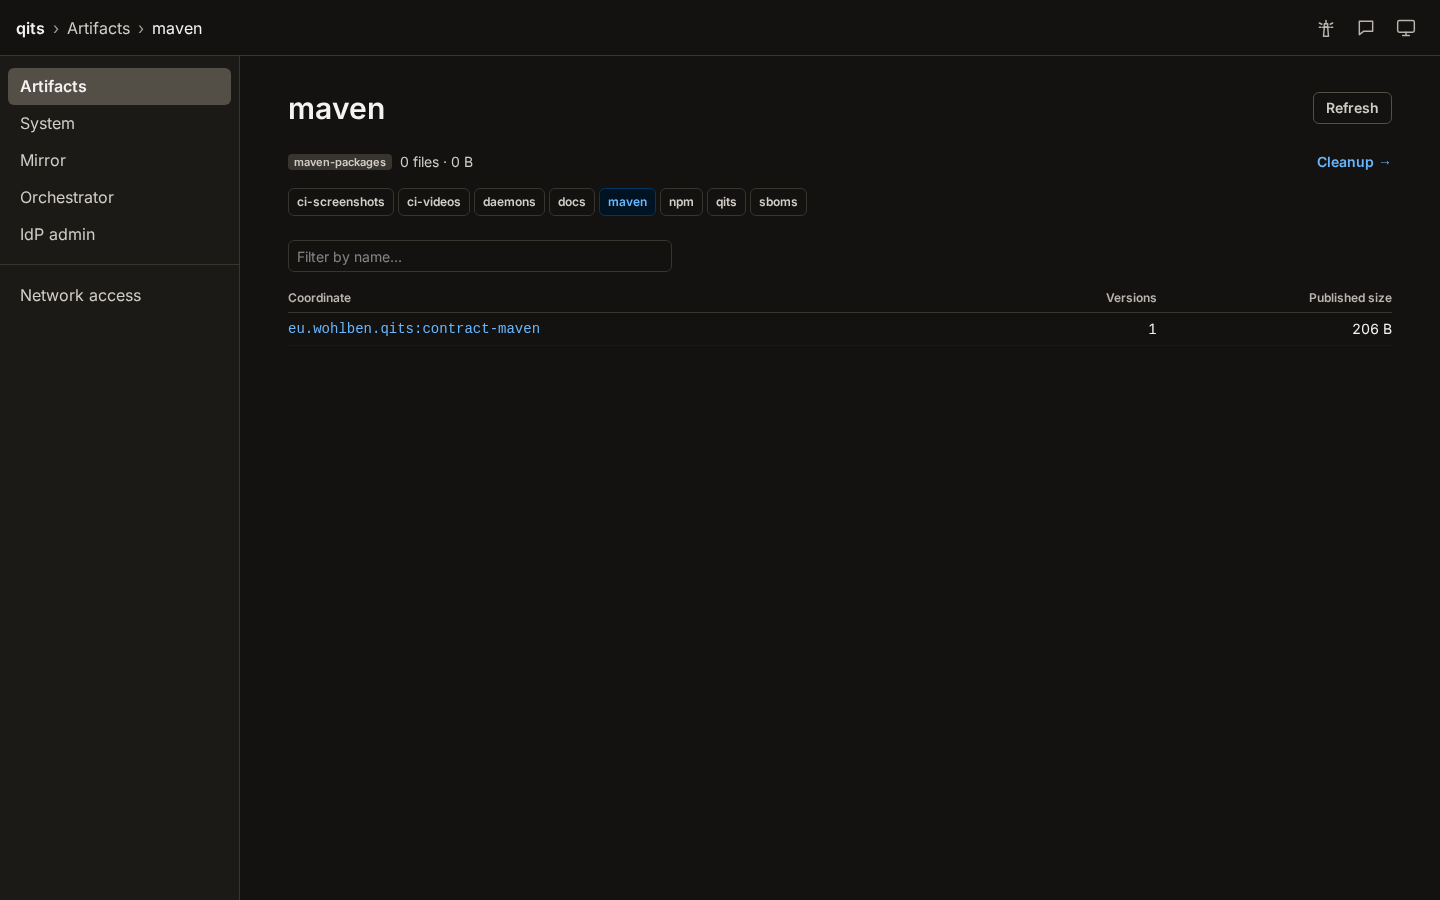 qits › Artifacts › maven
Artifacts
System
Mirror
Orchestrator
IdP admin
Network access
maven
Refresh
maven-packages 0 files · 0 B
Cleanup →
ci-screenshots ci-videos daemons docs maven npm qits sboms
Filter by name...
Coordinate Versions Published size
eu.wohlben.qits:contract-maven 1 206 B